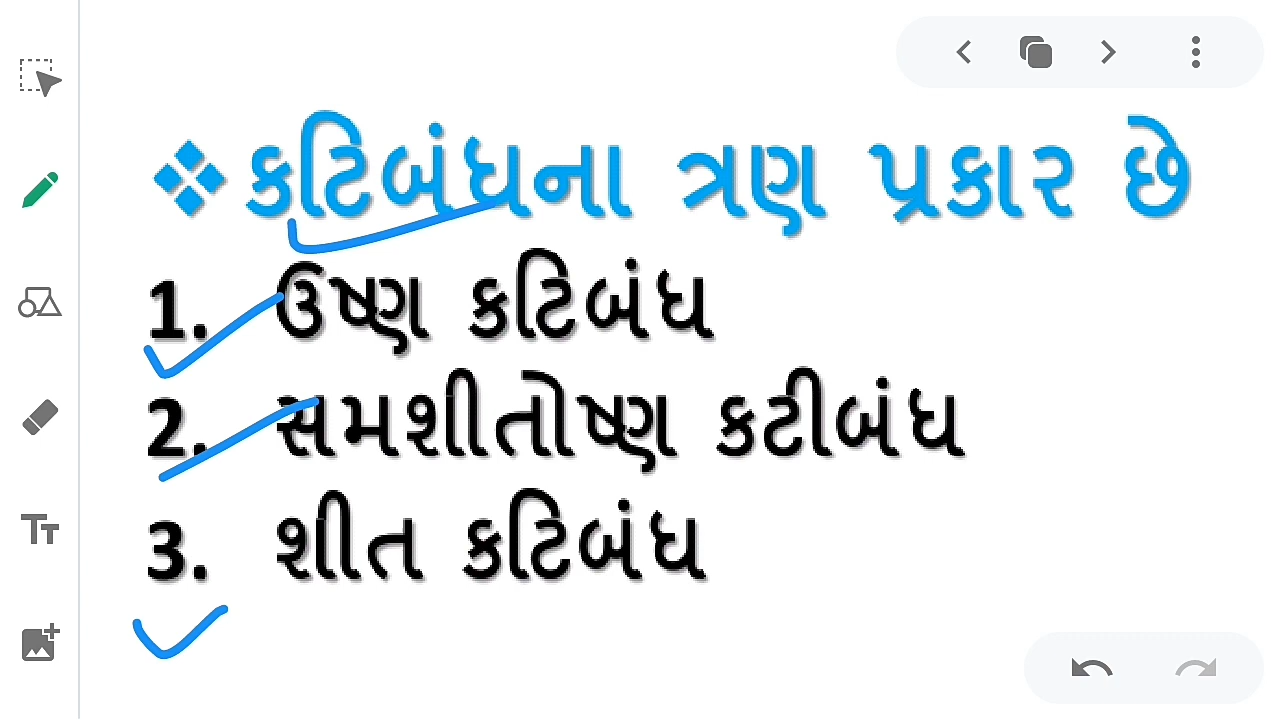 ❖કટિબંધના ત્રણ પ્રકાર છે
1. ઉષ્ણ કટિબંધ
2. સમશીતોષ્ણ કટીબંધ
3. શીત કટિબંધ